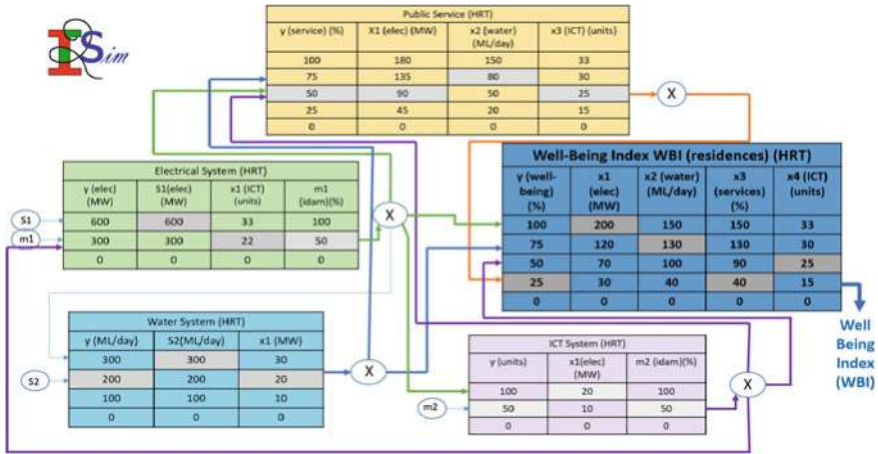 I Sim
Public Service (HRT)
y (service) (%) X1 (elec) (MW) x2 (water) (ML/day) x3 (ICT) (units)
100 180 150 33
75 135 80 30
50 90 50 25
25 45 20 15
0 0 0 0
X
Electrical System (HRT)
y (elec) (MW) S1(elec) (MW) x1 (ICT) (units) m1 (idam)(%)
600 600 33 100
300 300 22 50
0 0 0 0
S1
m1
X
Well-Being Index WBI (residences) (HRT)
y (well-being) (%) x1 (elec) (MW) x2 (water) (ML/day) x3 (services) (%) x4 (ICT) (units)
100 200 150 150 33
75 120 130 130 30
50 70 100 90 25
25 30 40 40 15
0 0 0 0 0
Water System (HRT)
y (ML/day) S2(ML/day) x1 (MW)
300 300 30
200 200 20
100 100 10
0 0 0
S2
X
ICT System (HRT)
y (units) x1(elec) (MW) m2 (idam)(%)
100 20 100
50 10 50
0 0 0
m2
X
Well
Being
Index
(WBI)